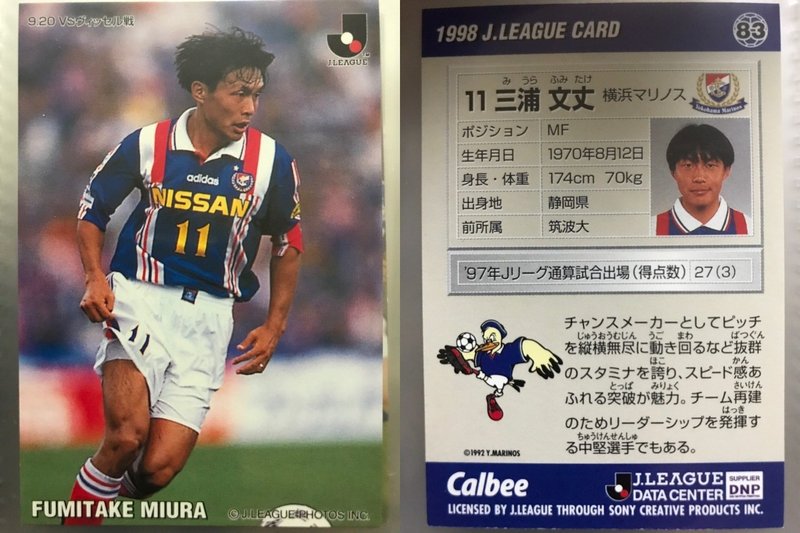 9.20 VSヴィッセル戦
J.LEAGUE
adidas
NISSAN
11
11
FUMITAKE MIURA
©J.LEAGUE PHOTOS INC.
1998 J.LEAGUE CARD
83
み うら ふみ たけ
11 三浦 文丈 横浜マリノス
Yokohama Marinos
ポジション MF
生年月日 1970年8月12日
身長・体重 174cm 70kg
出身地 静岡県
前所属 筑波大
'97年Jリーグ通算試合出場(得点数) 27(3)
チャンスメーカーとしてピッチ
じゅうおうむじん うご まわ ばつぐん
を縦横無尽に動き回るなど抜群
ほこ かん
のスタミナを誇り、スピード感あ
とっぱ みりょく さいけん
ふれる突破が魅力。チーム再建
はっき
のためリーダーシップを発揮す
ちゅうけんせんしゅ
る中堅選手でもある。
©1992 Y.MARINOS
Calbee
J.LEAGUE
DATA CENTER
SUPPLIER
DNP
LICENSED BY J.LEAGUE THROUGH SONY CREATIVE PRODUCTS INC.